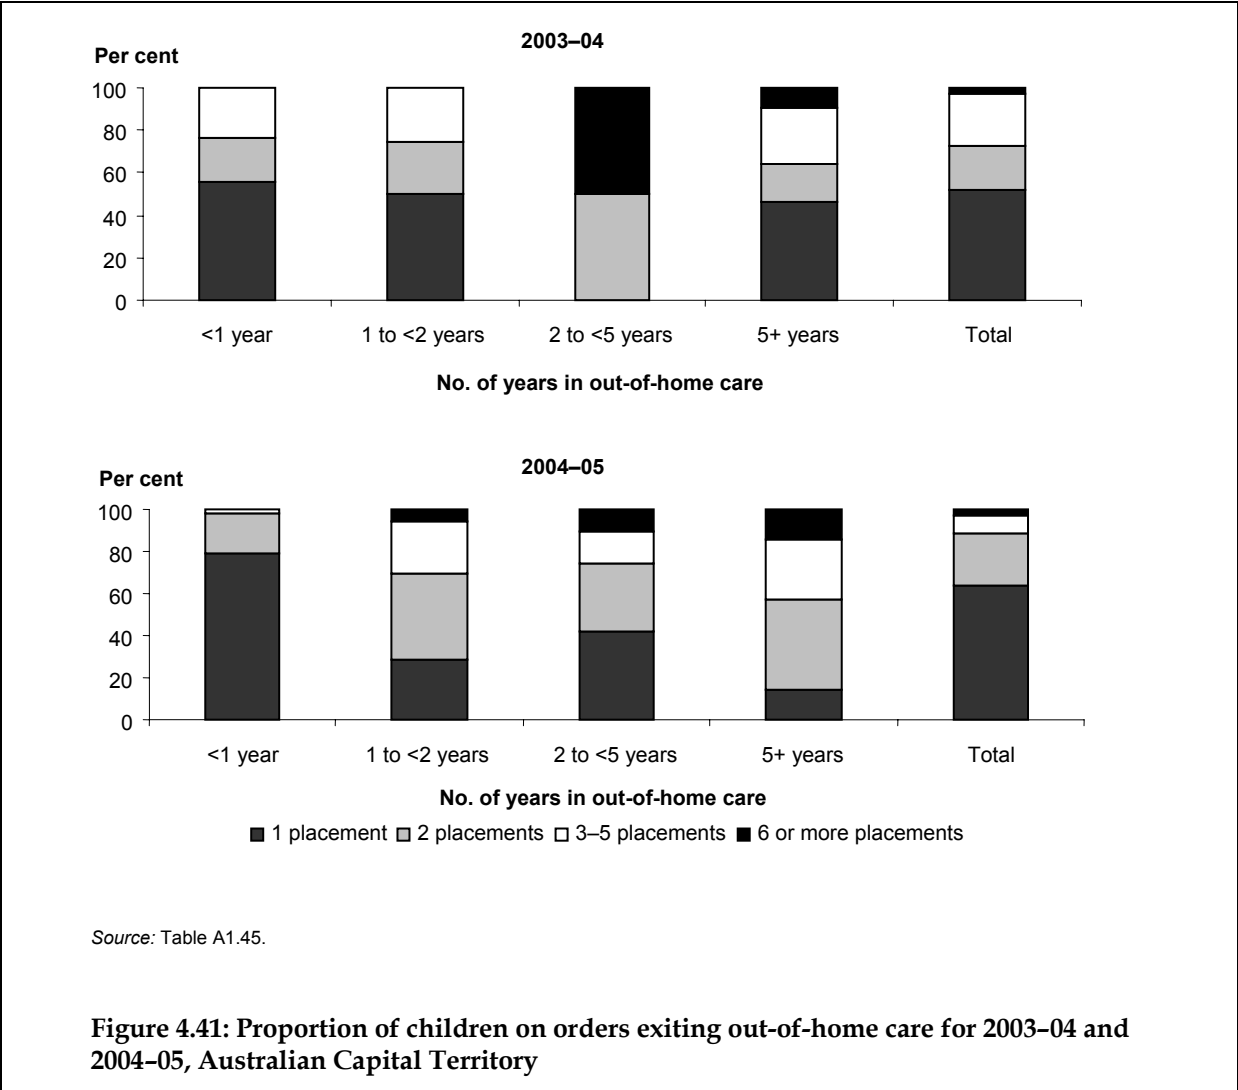 2003–04
Per cent
100
80
60
40
20
0
<1 year 1 to <2 years 2 to <5 years 5+ years Total
No. of years in out-of-home care
2004–05
Per cent
100
80
60
40
20
0
<1 year 1 to <2 years 2 to <5 years 5+ years Total
No. of years in out-of-home care
1 placement 2 placements 3–5 placements 6 or more placements
Source: Table A1.45.
Figure 4.41: Proportion of children on orders exiting out-of-home care for 2003–04 and
2004–05, Australian Capital Territory